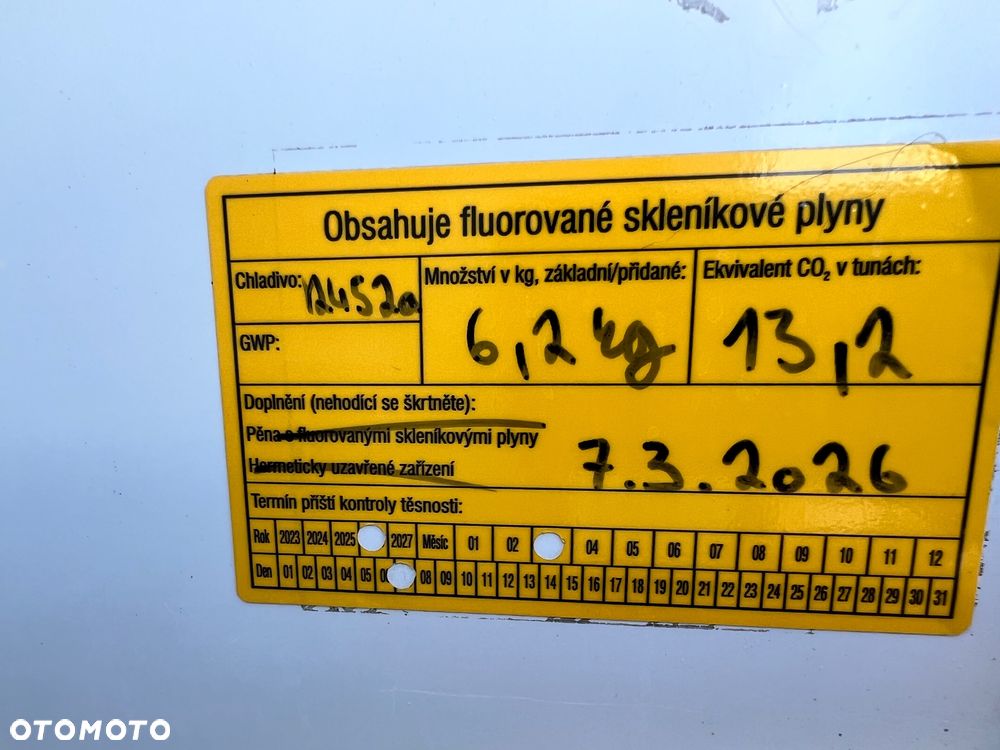 Obsahuje fluorované skleníkové plyny
Chladivo: R452a
Množství v kg, základní/přidané: 6,2 kg
Ekvivalent CO₂ v tunách: 13,2
GWP:
Doplnění (nehodící se škrtněte):
Pěna s fluorovanými skleníkovými plyny
Hermeticky uzavřené zařízení
7.3.2026
Termín příští kontroly těsnosti:
Rok 2023 2024 2025 2027 Měsíc 01 02 04 05 06 07 08 09 10 11 12
Den 01 02 03 04 05 0 08 09 10 11 12 13 14 15 16 17 18 19 20 21 22 23 24 25 26 27 28 29 30 31
OTOMOTO